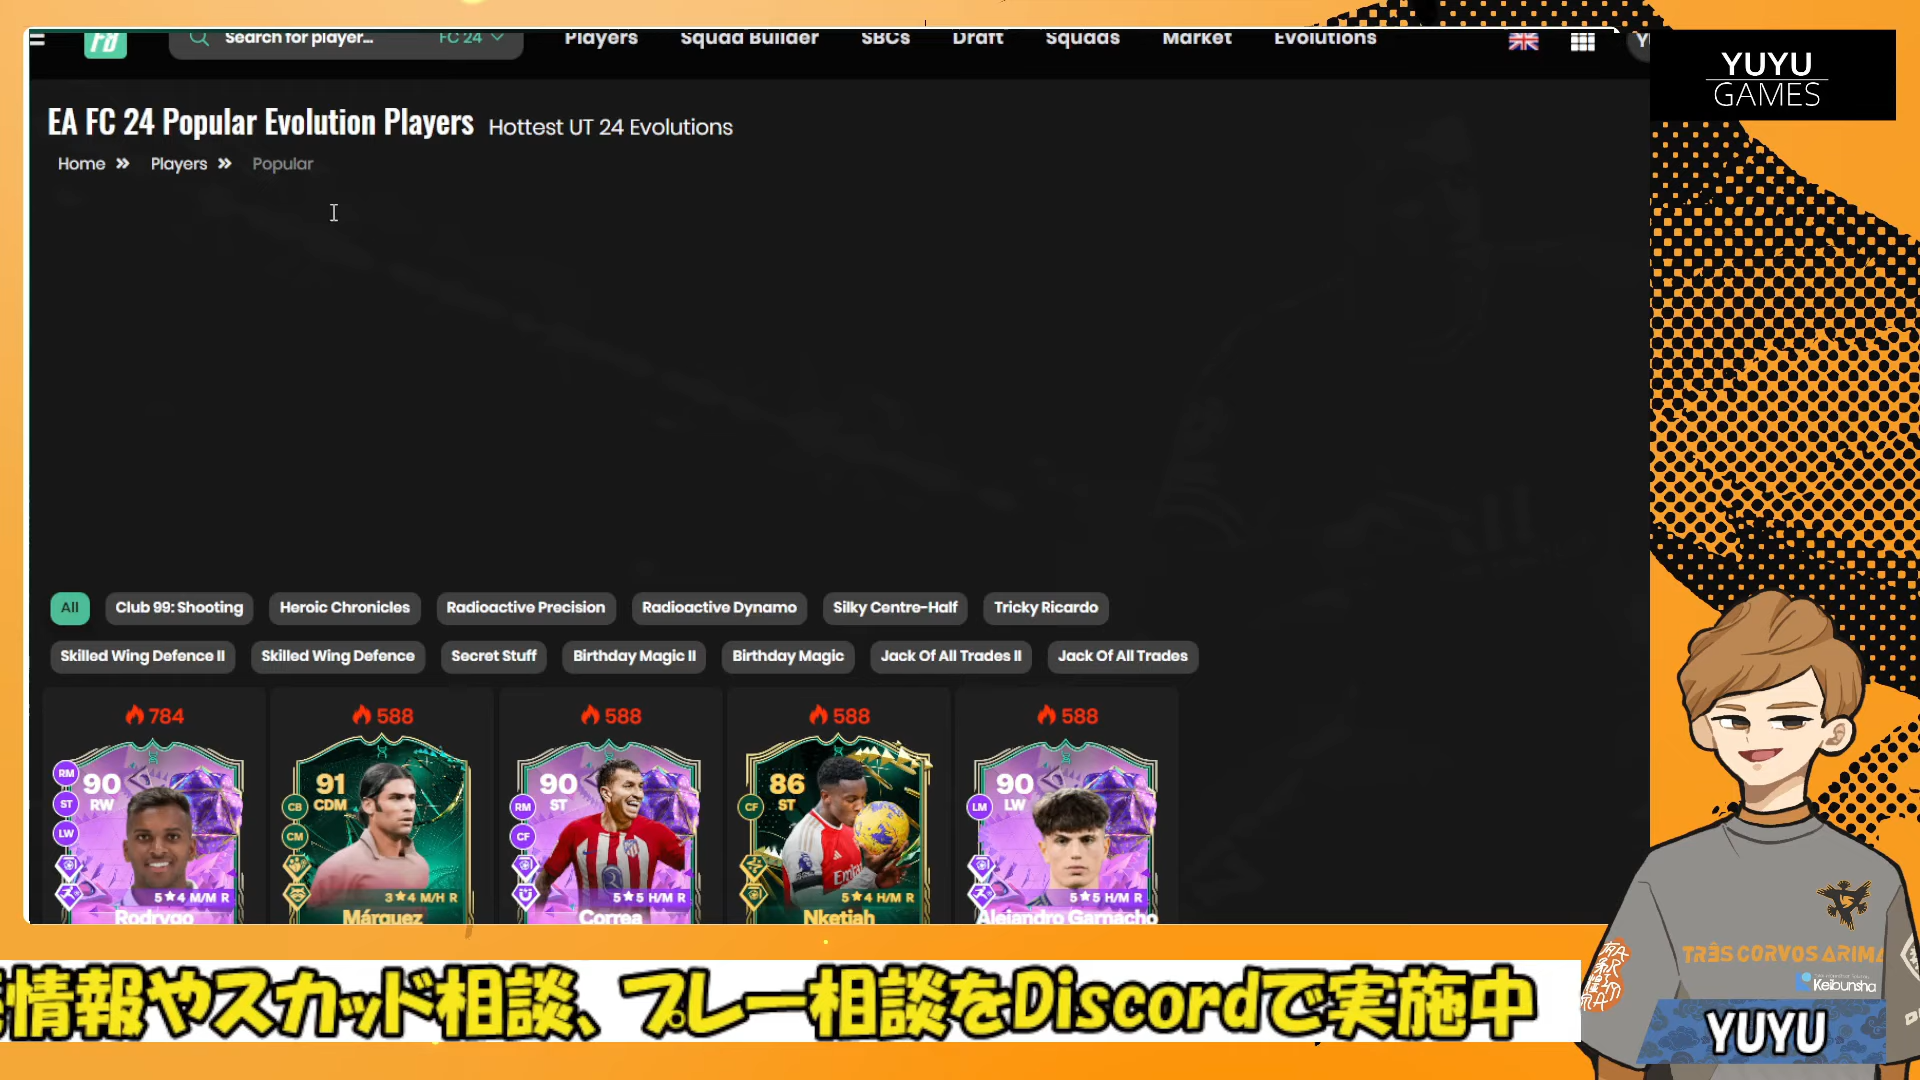 Search for player... FC 24 Players Squad Builder SBCs Draft Squads Market Evolutions
YUYU
GAMES
EA FC 24 Popular Evolution Players Hottest UT 24 Evolutions
Home » Players » Popular
All Club 99: Shooting Heroic Chronicles Radioactive Precision Radioactive Dynamo Silky Centre-Half Tricky Ricardo
Skilled Wing Defence II Skilled Wing Defence Secret Stuff Birthday Magic II Birthday Magic Jack Of All Trades II Jack Of All Trades
784 588 588 588 588
RM 90 RW ST LW 5★4 M/M R Rodrygo
91 CDM CB CM 3★4 M/H R Márquez
90 ST RM CF 5★5 H/M R Correa
86 ST CF 5★4 H/M R Nketiah
90 LW LM 5★5 H/M R Alejandro Garnacho
情報やスカッド相談、プレー相談をDiscordで実施中
TRÊS CORVOS ARIMA
Keibunsha
YUYU